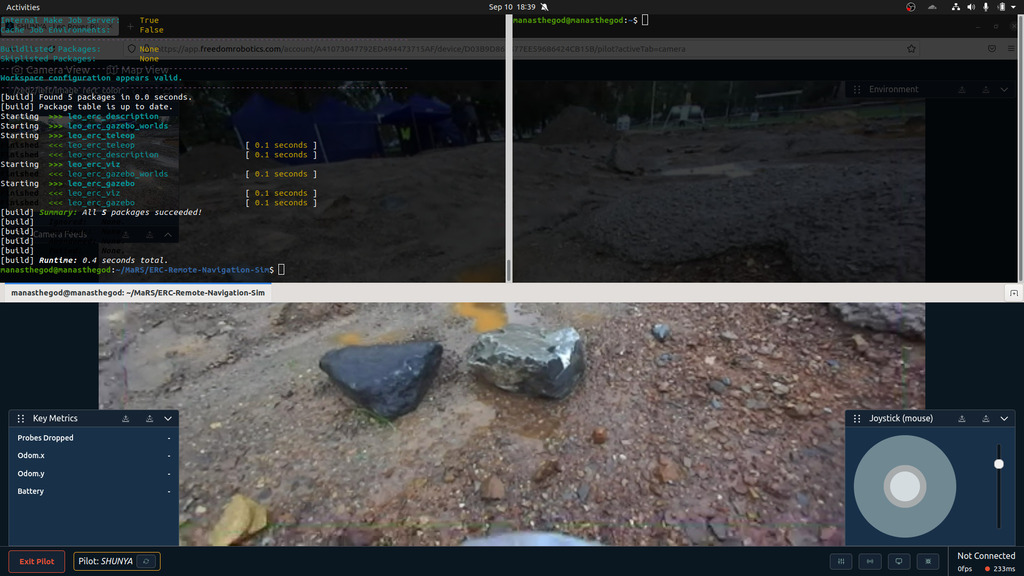 Activities
Sep 10 18:39
Internal Make Job Server: True
Cache Job Environments: False
Buildlisted Packages: None
Skiplisted Packages: None
Workspace configuration appears valid.
[build] Found 5 packages in 0.0 seconds.
[build] Package table is up to date.
Starting >>> leo_erc_description
Starting >>> leo_erc_gazebo_worlds
Starting >>> leo_erc_teleop
Finished <<< leo_erc_teleop [ 0.1 seconds ]
Finished <<< leo_erc_description [ 0.1 seconds ]
Starting >>> leo_erc_viz
Finished <<< leo_erc_gazebo_worlds [ 0.1 seconds ]
Starting >>> leo_erc_gazebo
Finished <<< leo_erc_viz [ 0.1 seconds ]
Finished <<< leo_erc_gazebo [ 0.1 seconds ]
[build] Summary: All 5 packages succeeded!
[build]
[build]
[build]
[build] None.
[build] Runtime: 0.4 seconds total.
manasthegod@manasthegod:~/MaRS/ERC-Remote-Navigation-Sim$
manasthegod@manasthegod:~$
Camera View
Map View
Environment
Camera Feeds
manasthegod@manasthegod: ~/MaRS/ERC-Remote-Navigation-Sim
Key Metrics
Probes Dropped -
Odom.x -
Odom.y -
Battery -
Joystick (mouse)
Exit Pilot
Pilot: SHUNYA
Not Connected
0fps 233ms